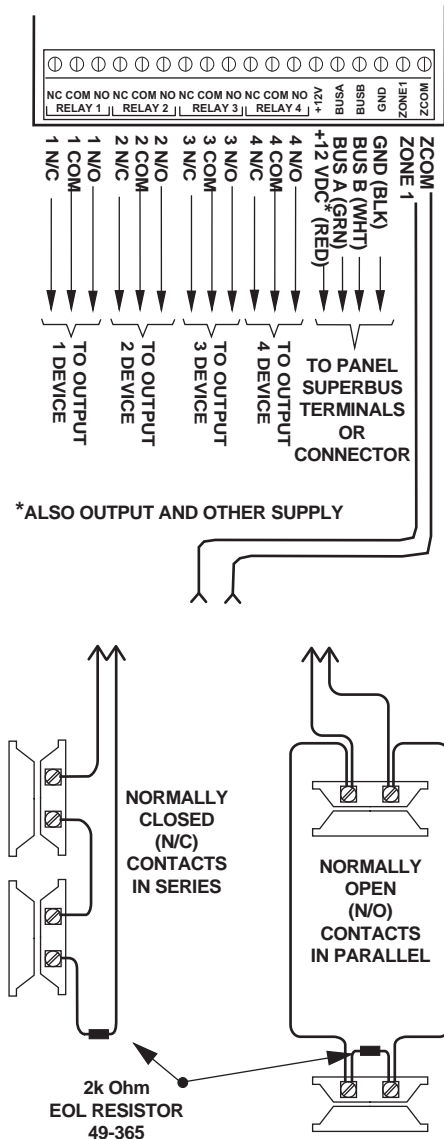 NC COM NO NC COM NO NC COM NO NC COM NO +12V BUSA BUSB GND ZONE1 ZCOM
RELAY 1 RELAY 2 RELAY 3 RELAY 4
1 N/C
1 COM
1 N/O
2 N/C
2 COM
2 N/O
3 N/C
3 COM
3 N/O
4 N/C
4 COM
4 N/O
+12 VDC* (RED)
BUS A (GRN)
BUS B (WHT)
GND (BLK)
ZONE 1
ZCOM
TO OUTPUT
1 DEVICE
TO OUTPUT
2 DEVICE
TO OUTPUT
3 DEVICE
TO OUTPUT
4 DEVICE
TO PANEL
SUPERBUS
TERMINALS
OR
CONNECTOR
*ALSO OUTPUT AND OTHER SUPPLY
NORMALLY
CLOSED
(N/C)
CONTACTS
IN SERIES
NORMALLY
OPEN
(N/O)
CONTACTS
IN PARALLEL
2k Ohm
EOL RESISTOR
49-365